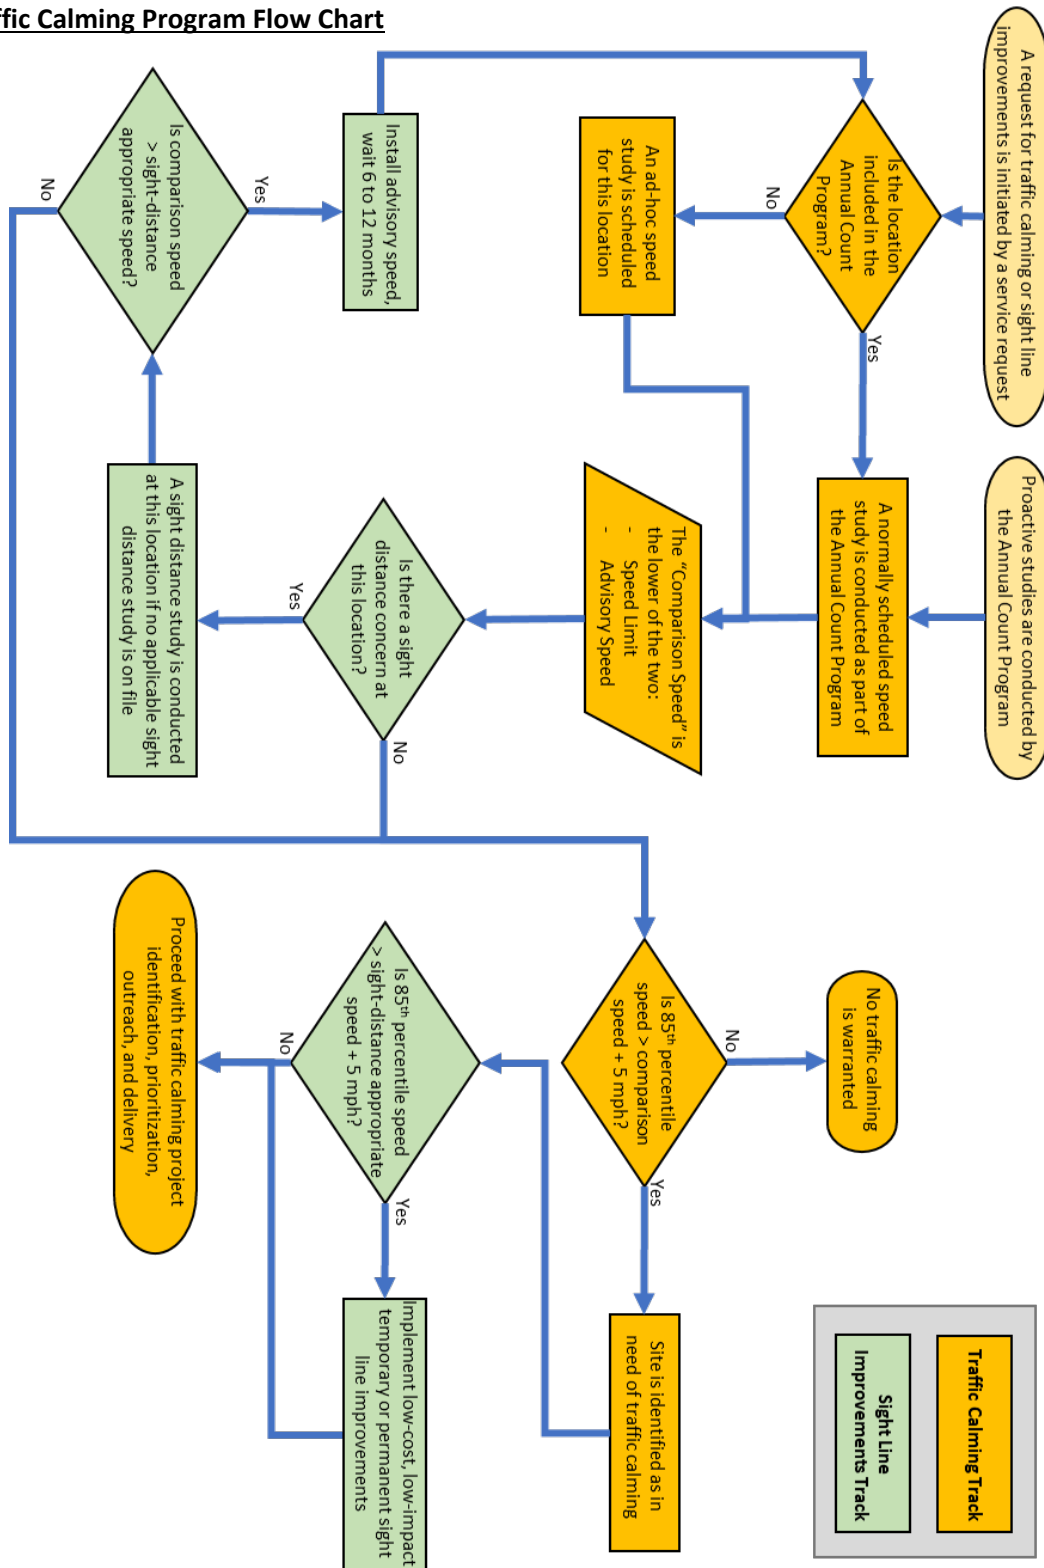 ffic Calming Program Flow Chart
A request for traffic calming or sight line
improvements is initiated by a service request
Proactive studies are conducted by
the Annual Count Program
Is the location
included in the
Annual Count
Program?
Yes
No
A normally scheduled speed
study is conducted as part of
the Annual Count Program
An ad-hoc speed
study is scheduled
for this location
The “Comparison Speed” is
the lower of the two:
- Speed Limit
- Advisory Speed
Is there a sight
distance concern at
this location?
No
Yes
A sight distance study is conducted
at this location if no applicable sight
distance study is on file
Is comparison speed
> sight-distance
appropriate speed?
Yes
No
Install advisory speed,
wait 6 to 12 months
Is 85th percentile
speed > comparison
speed + 5 mph?
No
Yes
No traffic calming
is warranted
Site is identified as in
need of traffic calming
Is 85th percentile speed
> sight-distance appropriate
speed + 5 mph?
Yes
No
Implement low-cost, low-impact
temporary or permanent sight
line improvements
Proceed with traffic calming project
identification, prioritization,
outreach, and delivery
Traffic Calming Track
Sight Line
Improvements Track